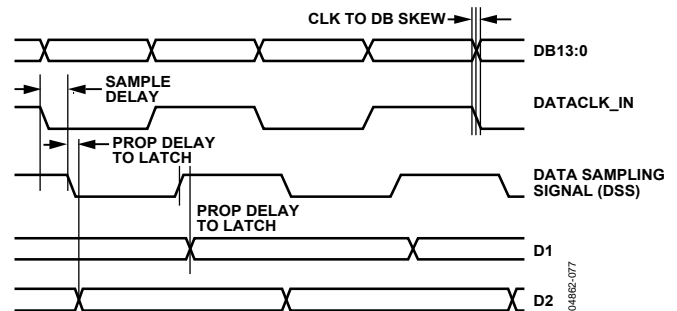 CLK TO DB SKEW
DB13:0
SAMPLE
DELAY
DATACLK_IN
PROP DELAY
TO LATCH
DATA SAMPLING
SIGNAL (DSS)
PROP DELAY
TO LATCH
D1
D2
04862-077